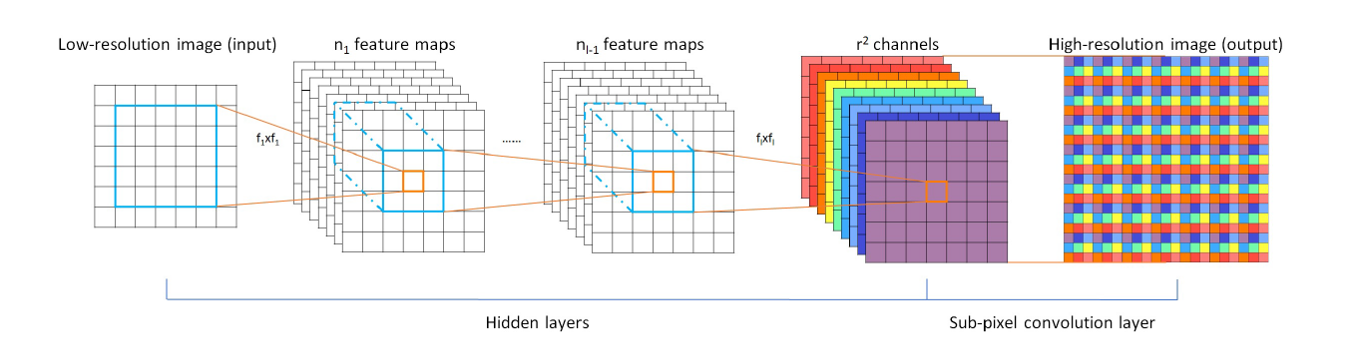 Low-resolution image (input)
n₁ feature maps
nₗ₋₁ feature maps
r² channels
High-resolution image (output)
f₁xf₁
......
fₗxfₗ
Hidden layers
Sub-pixel convolution layer